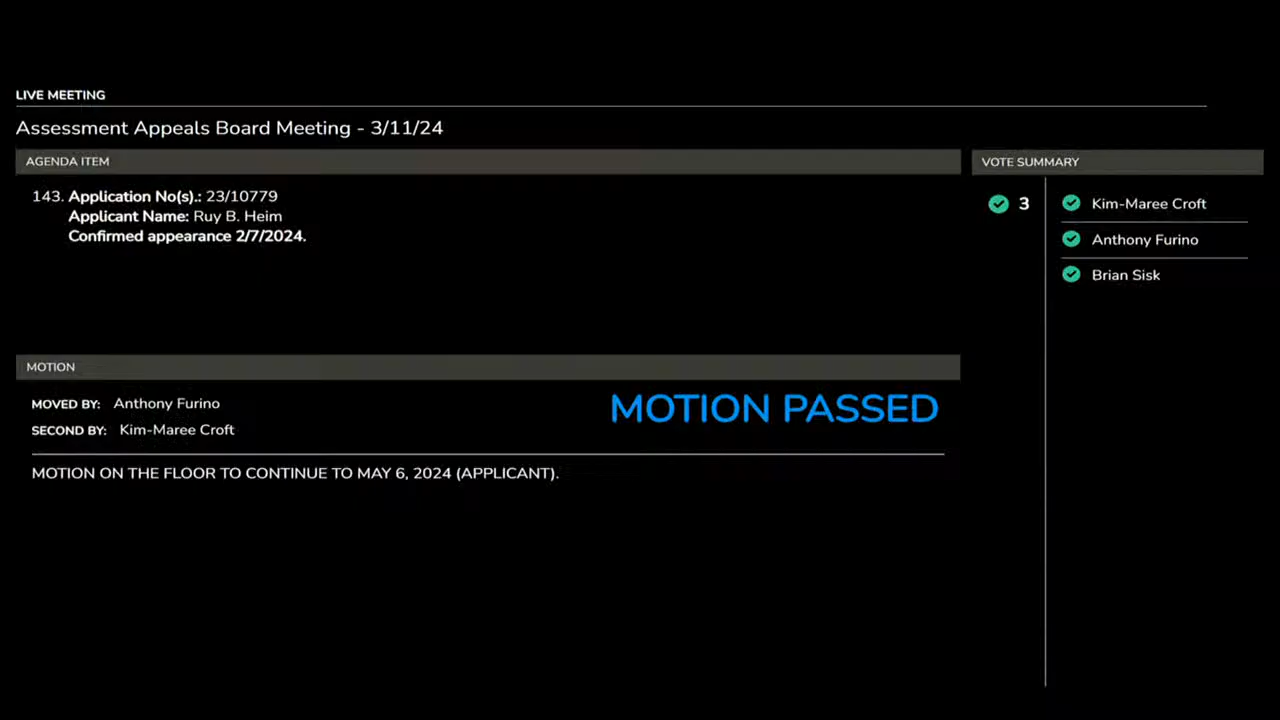 LIVE MEETING
Assessment Appeals Board Meeting - 3/11/24
AGENDA ITEM
143. Application No(s).: 23/10779
Applicant Name: Ruy B. Heim
Confirmed appearance 2/7/2024.
MOTION
MOVED BY: Anthony Furino
SECOND BY: Kim-Maree Croft
MOTION PASSED
MOTION ON THE FLOOR TO CONTINUE TO MAY 6, 2024 (APPLICANT).
VOTE SUMMARY
3
Kim-Maree Croft
Anthony Furino
Brian Sisk